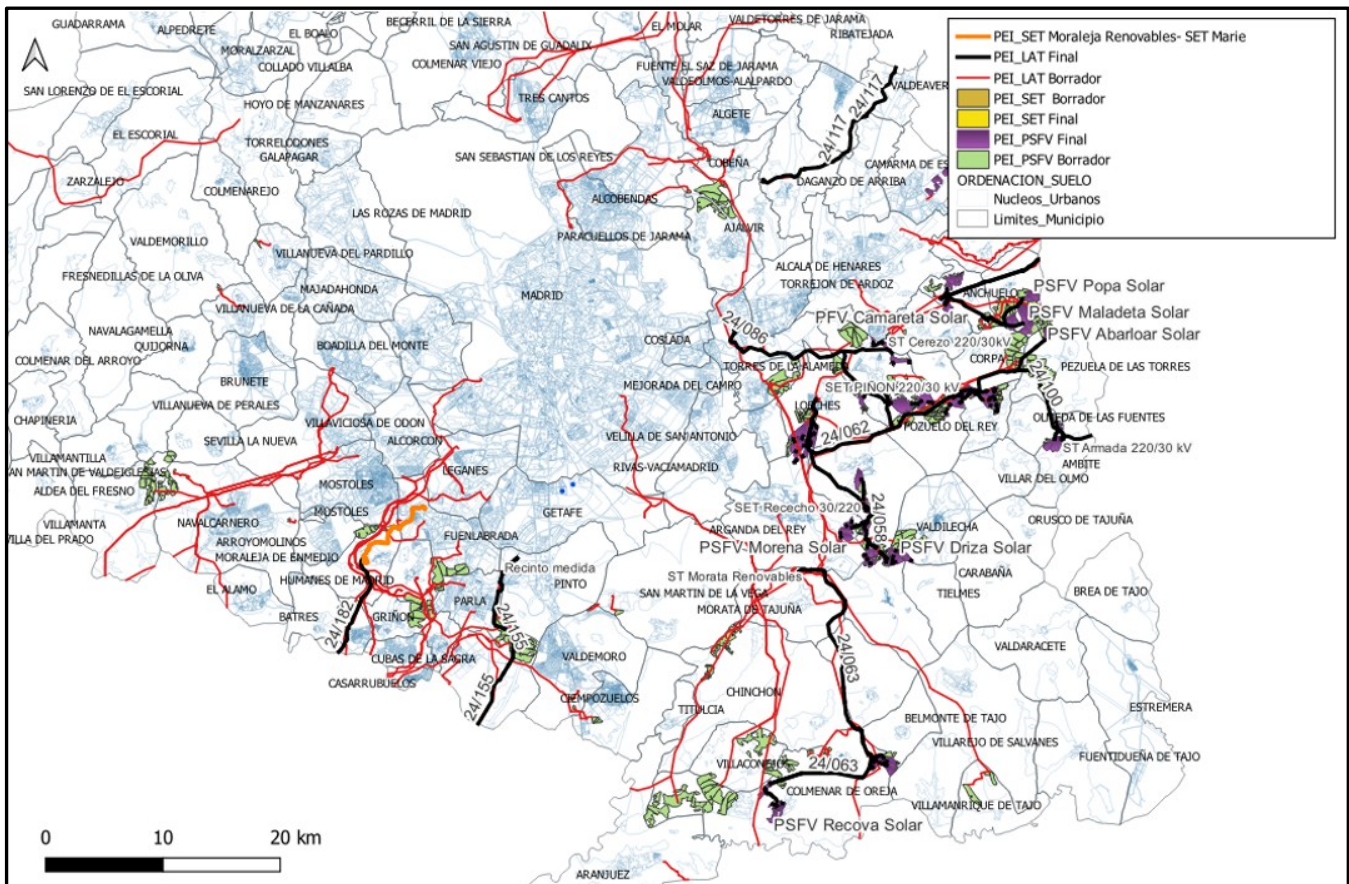 GUADARRAMA
ALPEDRETE
EL BOALO
BECERRIL DE LA SIERRA
EL MOLAR
VALDETORRES DE JARAMA
RIBATEJADA
MORALZARZAL
COLLADO VILLALBA
SAN AGUSTIN DE GUADALIX
COLMENAR VIEJO
FUENTE EL SAZ DE JARAMA
VALDEOLMOS-ALALPARDO
VALDEAVER
SAN LORENZO DE EL ESCORIAL
HOYO DE MANZANARES
TRES CANTOS
ALGETE
24/117
24/117
EL ESCORIAL
TORRELODONES
GALAPAGAR
SAN SEBASTIAN DE LOS REYES
COBEÑA
CAMARMA DE ES
DAGANZO DE ARRIBA
ZARZALEJO
COLMENAREJO
LAS ROZAS DE MADRID
ALCOBENDAS
AJALVIR
PARACUELLOS DE JARAMA
VALDEMORILLO
VILLANUEVA DEL PARDILLO
FRESNEDILLAS DE LA OLIVA
MAJADAHONDA
MADRID
ALCALA DE HENARES
TORREJON DE ARDOZ
ANCHUELO
PSFV Popa Solar
VILLANUEVA DE LA CAÑADA
PFV Camareta Solar
PSFV Maladeta Solar
NAVALAGAMELLA
QUIJORNA
BOADILLA DEL MONTE
COSLADA
24/086
ST Cerezo 220/30kV
PSFV Abarloar Solar
COLMENAR DEL ARROYO
CORPA
PEZUELA DE LAS TORRES
BRUNETE
MEJORADA DEL CAMPO
TORRES DE LA ALAMEDA
SET PIÑON 220/30 kV
24/100
CHAPINERIA
VILLANUEVA DE PERALES
VILLAVICIOSA DE ODON
VELILLA DE SAN ANTONIO
LOECHES
OLMEDA DE LAS FUENTES
SEVILLA LA NUEVA
ALCORCON
24/062
POZUELO DEL REY
VILLAMANTILLA
LEGANES
RIVAS-VACIAMADRID
ST Armada 220/30 kV
AN MARTIN DE VALDEIGLESIAS
ALDEA DEL FRESNO
MOSTOLES
AMBITE
VILLAR DEL OLMO
VILLAMANTA
NAVALCARNERO
MOSTOLES
GETAFE
SET Rececho 30/220
24/058
VILLA DEL PRADO
ARROYOMOLINOS
FUENLABRADA
ARGANDA DEL REY
VALDILECHA
ORUSCO DE TAJUÑA
MORALEJA DE ENMEDIO
PSFV Morena Solar
PSFV Driza Solar
Recinto medida
HUMANES DE MADRID
PINTO
ST Morata Renovables
CARABAÑA
EL ALAMO
PARLA
SAN MARTIN DE LA VEGA
TIELMES
BREA DE TAJO
BATRES
GRIÑON
MORATA DE TAJUÑA
24/182
24/155
24/063
VALDARACETE
CUBAS DE LA SAGRA
VALDEMORO
CASARRUBUELOS
CIEMPOZUELOS
CHINCHON
24/155
TITULCIA
BELMONTE DE TAJO
ESTREMERA
VILLAREJO DE SALVANES
FUENTIDUEÑA DE TAJO
VILLACONEJOS
24/063
COLMENAR DE OREJA
VILLAMANRIQUE DE TAJO
PSFV Recova Solar
ARANJUEZ
0 10 20 km
PEI_SET Moraleja Renovables- SET Marie
PEI_LAT Final
PEI_LAT Borrador
PEI_SET Borrador
PEI_SET Final
PEI_PSFV Final
PEI_PSFV Borrador
ORDENACION_SUELO
Nucleos_Urbanos
Limites_Municipio